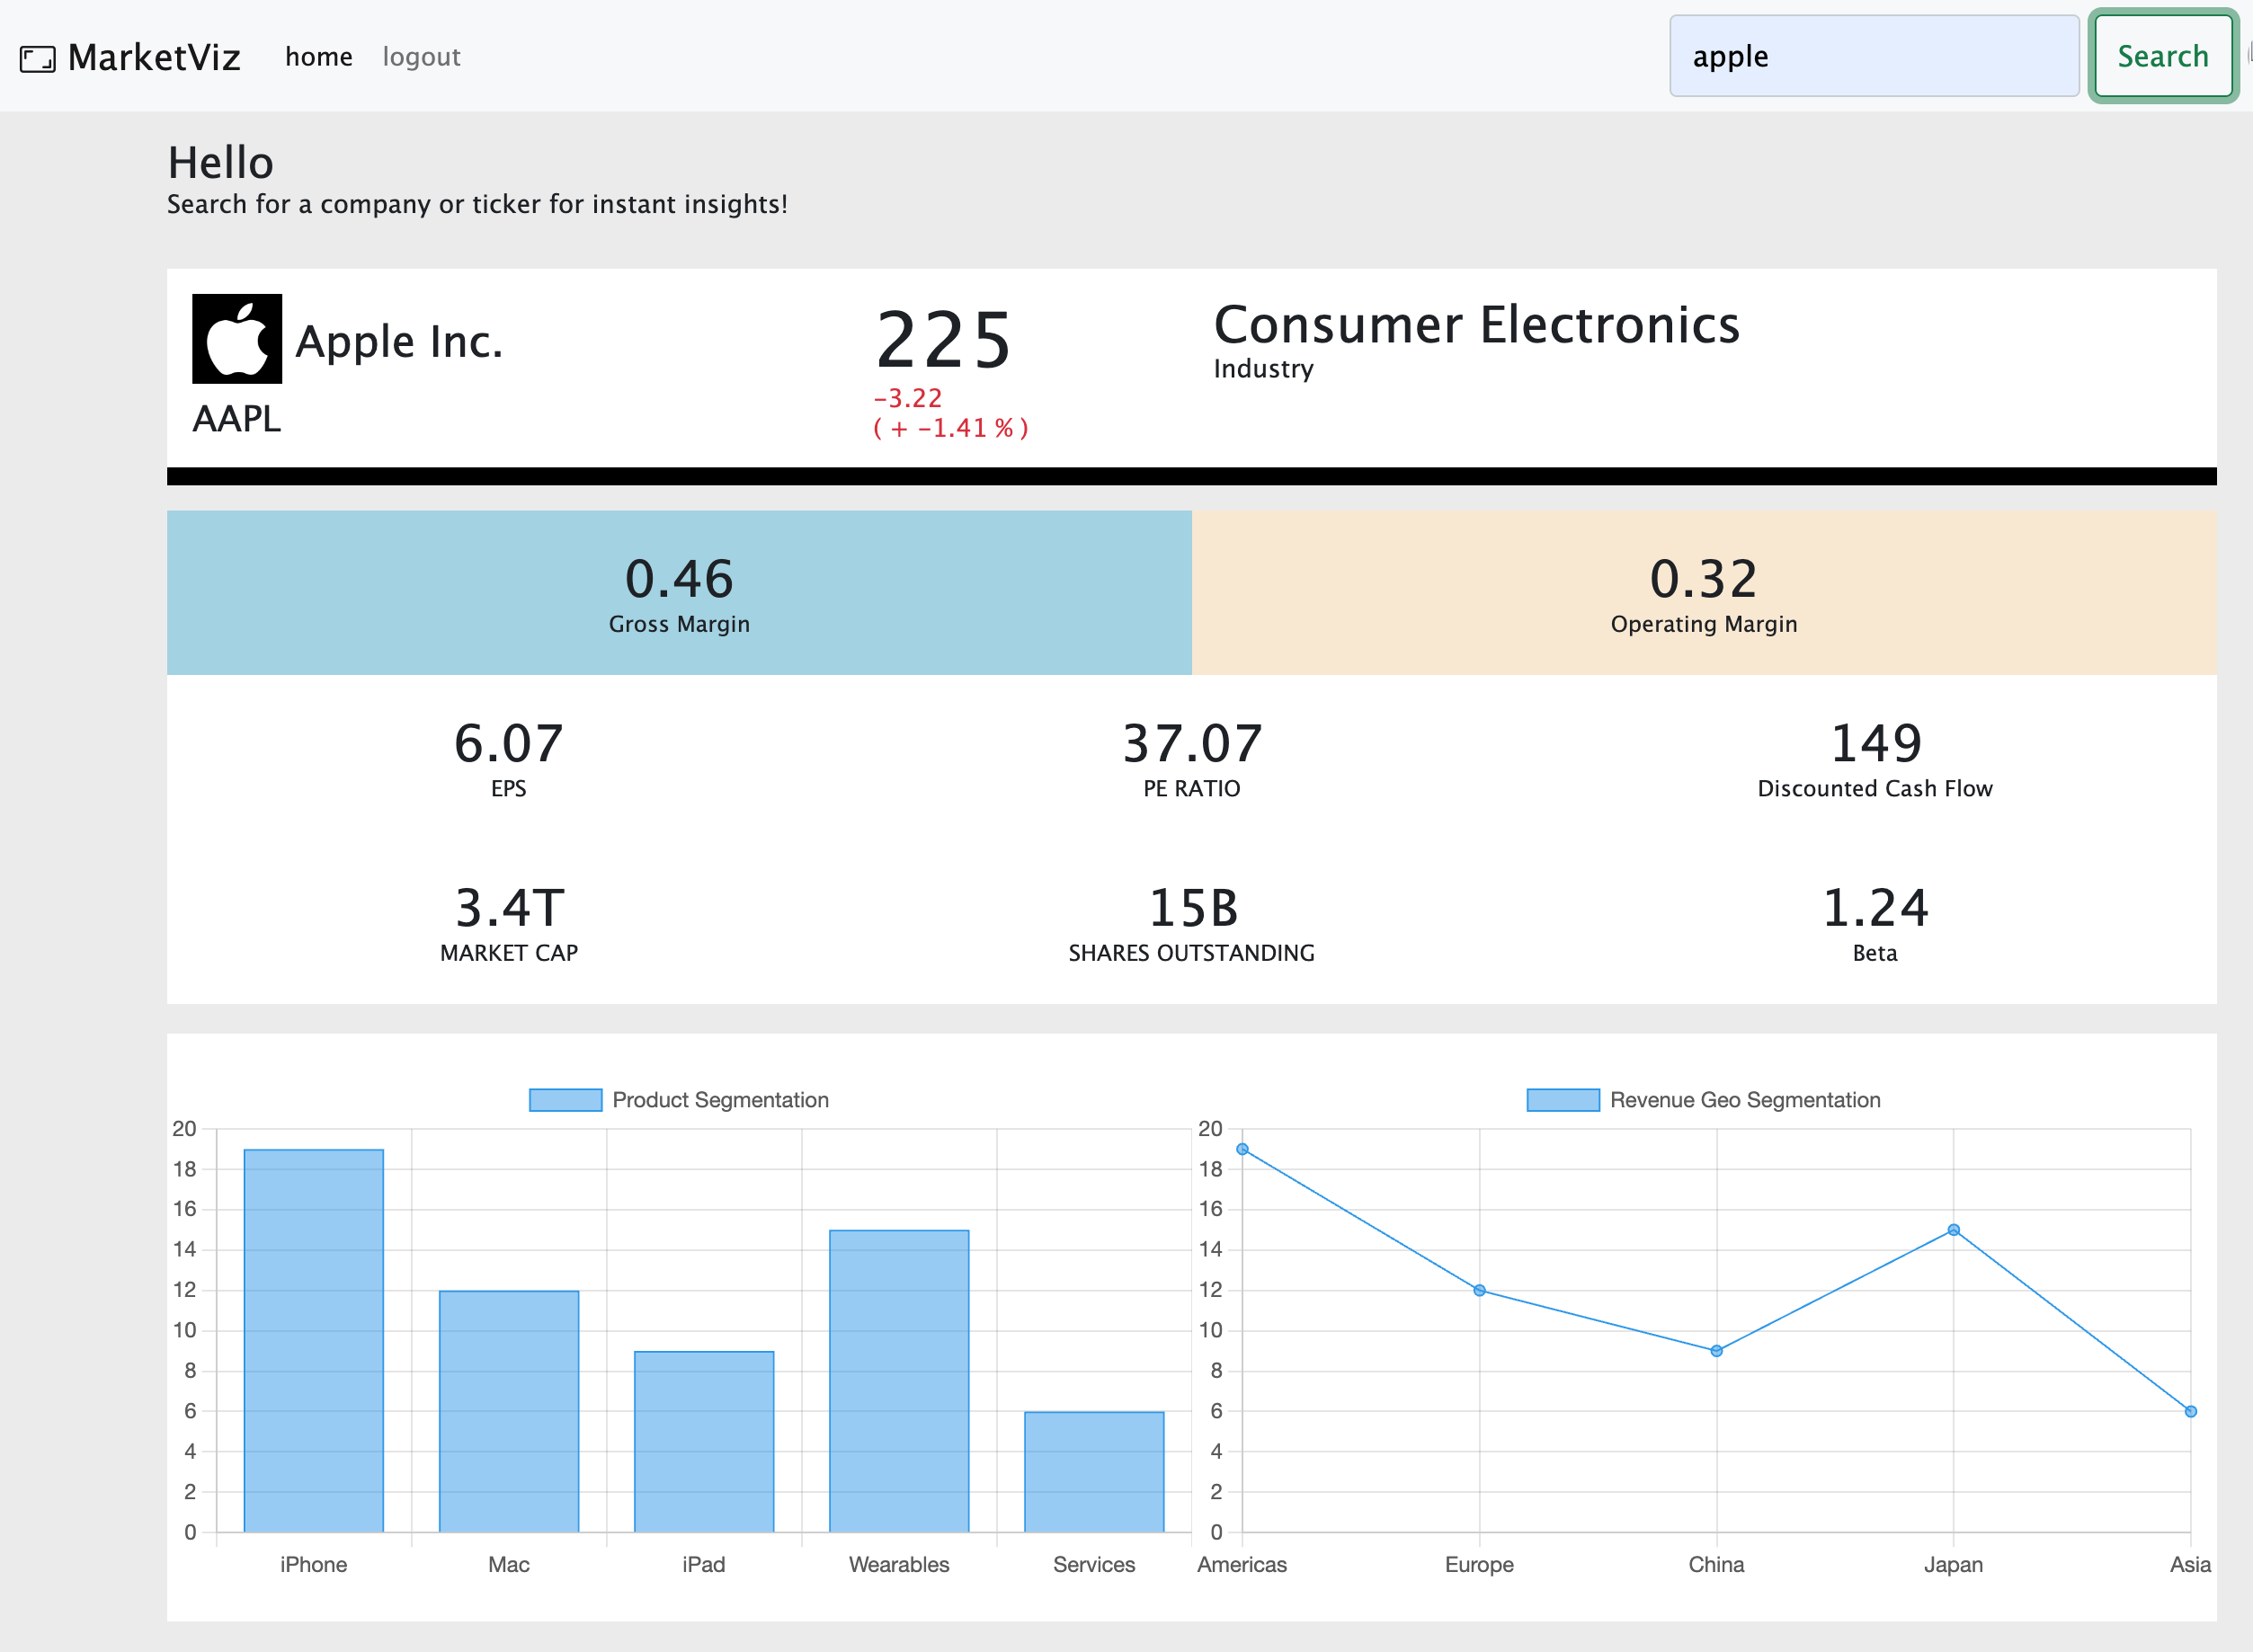 MarketViz home logout apple Search
Hello
Search for a company or ticker for instant insights!
Apple Inc.
AAPL
225
-3.22
( + -1.41 % )
Consumer Electronics
Industry
0.46
Gross Margin
0.32
Operating Margin
6.07
EPS
37.07
PE RATIO
149
Discounted Cash Flow
3.4T
MARKET CAP
15B
SHARES OUTSTANDING
1.24
Beta
Product Segmentation
20
18
16
14
12
10
8
6
4
2
0
iPhone Mac iPad Wearables Services
Revenue Geo Segmentation
20
18
16
14
12
10
8
6
4
2
0
Americas Europe China Japan Asia